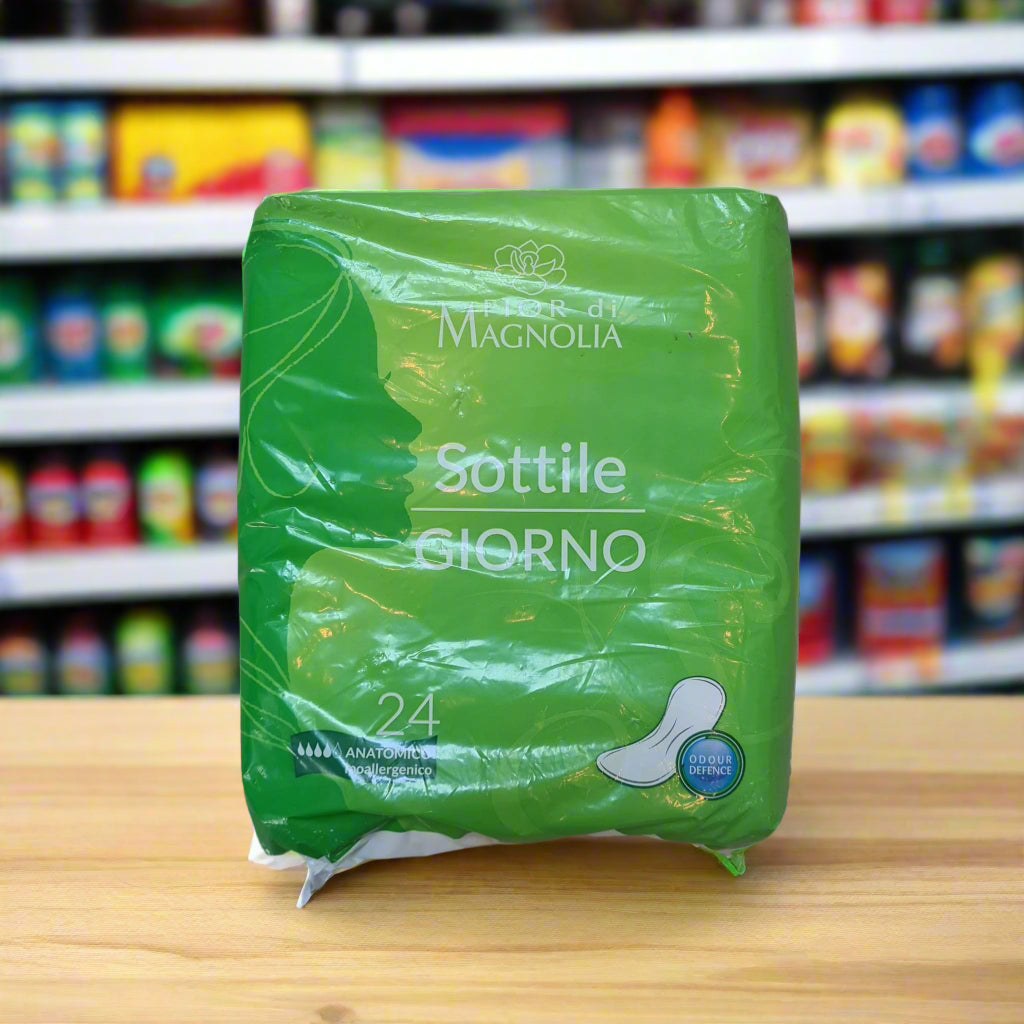 FIOR di
MAGNOLIA
Sottile
GIORNO
24
ANATOMICO
Ipoallergenico
ODOUR
DEFENCE